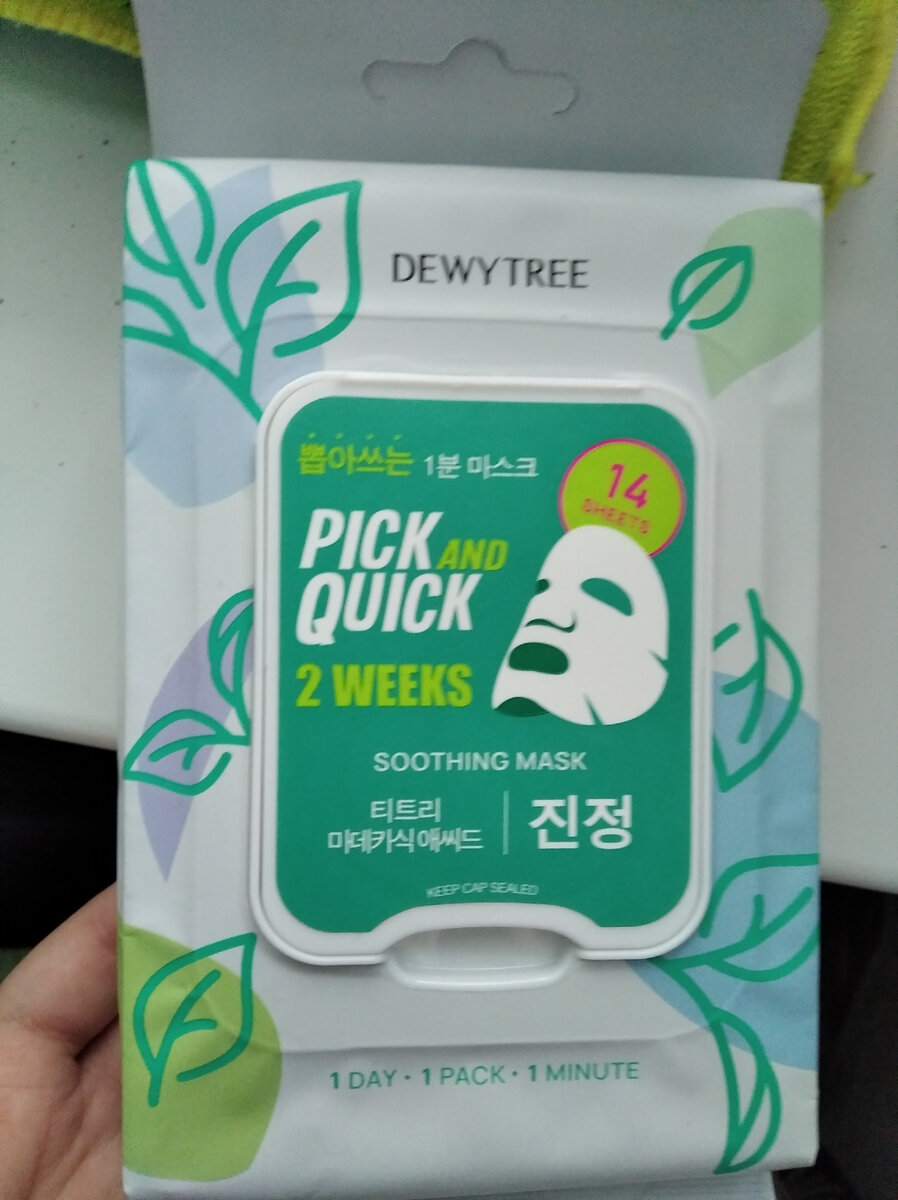 DEWYTREE
뽑아쓰는 1분 마스크
14
SHEETS
PICK AND
QUICK
2 WEEKS
SOOTHING MASK
티트리
마데카식애씨드
진정
KEEP CAP SEALED
1 DAY · 1 PACK · 1 MINUTE